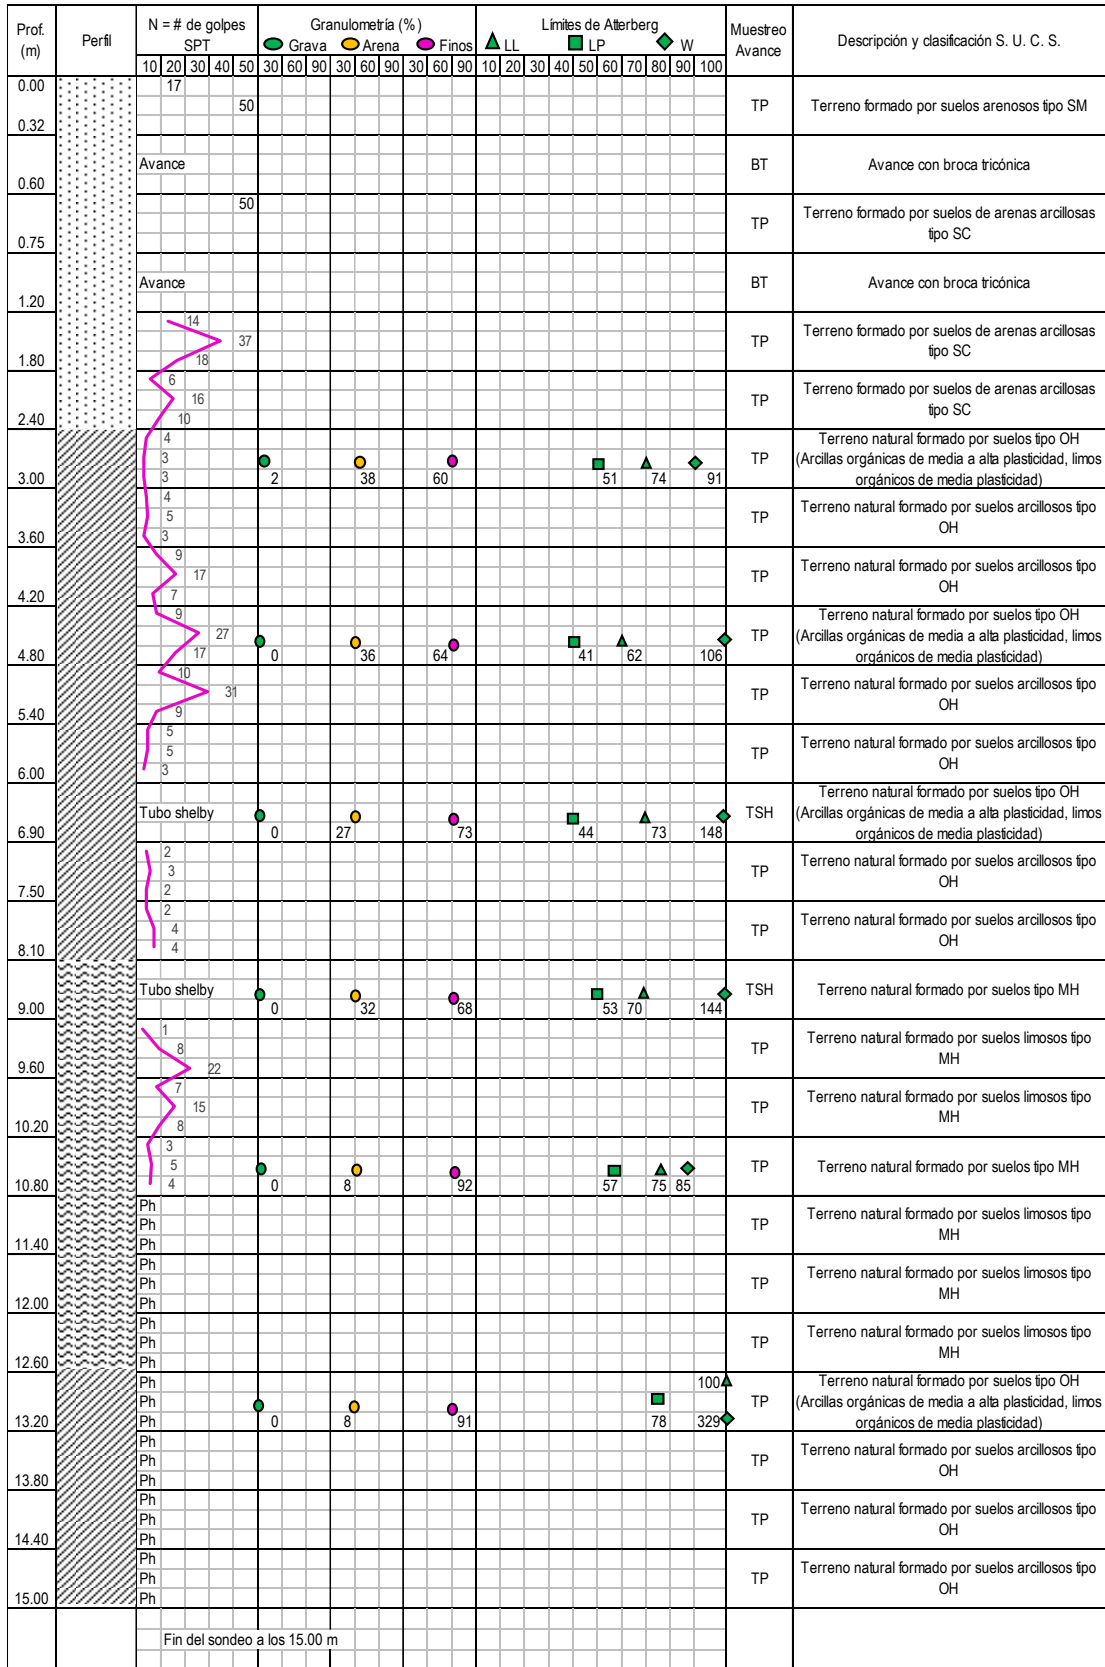 Prof. (m) Perfil N = # de golpes SPT Granulometría (%) Grava Arena Finos Límites de Atterberg LL LP W Muestreo Avance Descripción y clasificación S. U. C. S.
10 20 30 40 50 30 60 90 30 60 90 30 60 90 10 20 30 40 50 60 70 80 90 100
0.00 17
50 TP Terreno formado por suelos arenosos tipo SM
0.32
Avance BT Avance con broca tricónica
0.60
50
TP Terreno formado por suelos de arenas arcillosas
tipo SC
0.75
Avance BT Avance con broca tricónica
1.20
14
37 TP Terreno formado por suelos de arenas arcillosas
tipo SC
18
1.80
6
16 TP Terreno formado por suelos de arenas arcillosas
tipo SC
10
2.40
4 Terreno natural formado por suelos tipo OH
3 TP (Arcillas orgánicas de media a alta plasticidad, limos
3.00 3 2 38 60 51 74 91 orgánicos de media plasticidad)
4
5 TP Terreno natural formado por suelos arcillosos tipo
OH
3.60 3
9
17 TP Terreno natural formado por suelos arcillosos tipo
OH
4.20 7
9 Terreno natural formado por suelos tipo OH
27 TP (Arcillas orgánicas de media a alta plasticidad, limos
4.80 17 0 36 64 41 62 106 orgánicos de media plasticidad)
10
31 TP Terreno natural formado por suelos arcillosos tipo
OH
5.40 9
5
5 TP Terreno natural formado por suelos arcillosos tipo
OH
6.00 3
Terreno natural formado por suelos tipo OH
Tubo shelby TSH (Arcillas orgánicas de media a alta plasticidad, limos
6.90 0 27 73 44 73 148 orgánicos de media plasticidad)
2
3 TP Terreno natural formado por suelos arcillosos tipo
OH
7.50 2
2
4 TP Terreno natural formado por suelos arcillosos tipo
OH
8.10 4
Tubo shelby TSH Terreno natural formado por suelos tipo MH
9.00 0 32 68 53 70 144
1
8 TP Terreno natural formado por suelos limosos tipo
MH
9.60 22
7
15 TP Terreno natural formado por suelos limosos tipo
MH
10.20 8
3
5 TP Terreno natural formado por suelos tipo MH
10.80 4 0 8 92 57 75 85
Ph
Ph TP Terreno natural formado por suelos limosos tipo
MH
11.40 Ph
Ph
Ph TP Terreno natural formado por suelos limosos tipo
MH
12.00 Ph
Ph
Ph TP Terreno natural formado por suelos limosos tipo
MH
12.60 Ph
Ph 100 Terreno natural formado por suelos tipo OH
Ph TP (Arcillas orgánicas de media a alta plasticidad, limos
13.20 Ph 0 8 91 78 329 orgánicos de media plasticidad)
Ph
Ph TP Terreno natural formado por suelos arcillosos tipo
OH
13.80 Ph
Ph
Ph TP Terreno natural formado por suelos arcillosos tipo
OH
14.40 Ph
Ph
Ph TP Terreno natural formado por suelos arcillosos tipo
OH
15.00 Ph
Fin del sondeo a los 15.00 m